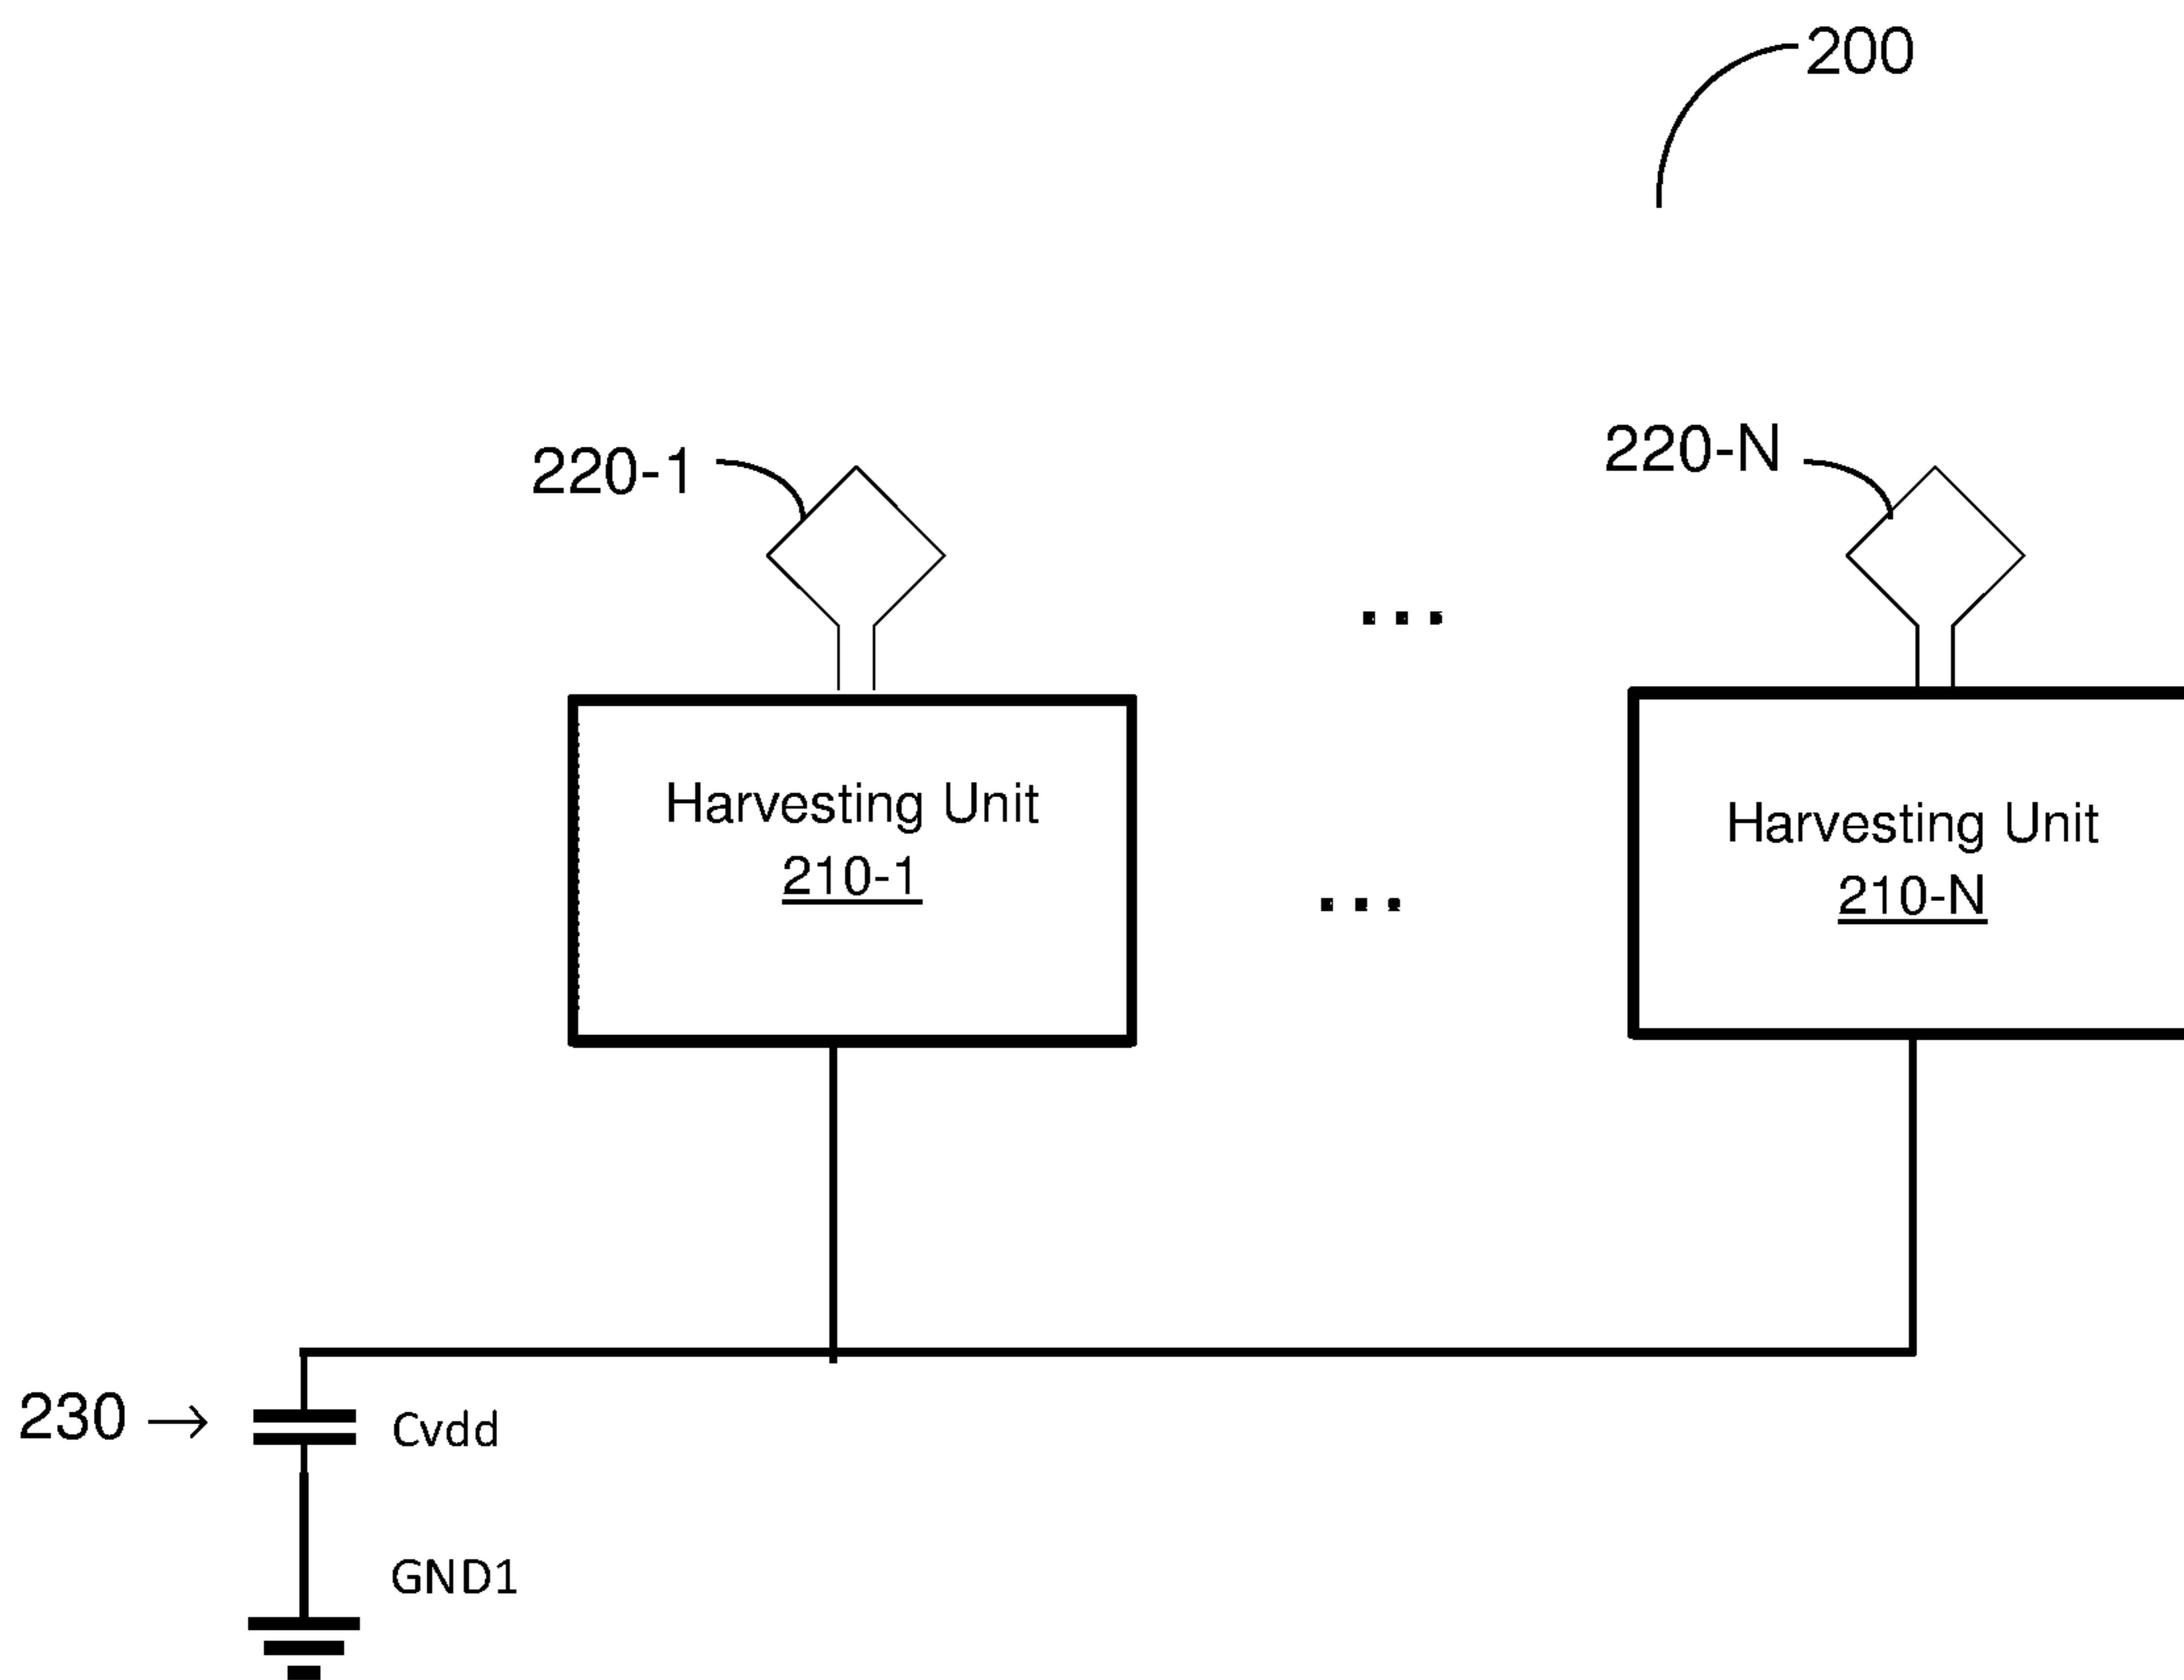 200
220-1
220-N
...
Harvesting Unit
210-1
...
Harvesting Unit
210-N
230
Cvdd
GND1